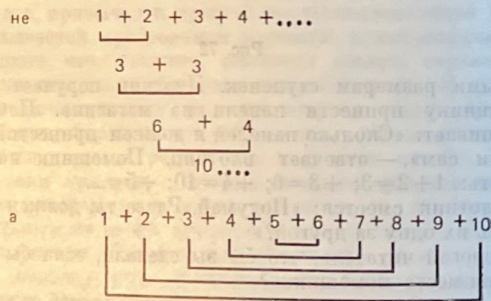 не 1 + 2 + 3 + 4 + ....
3 + 3
6 + 4
10 ....
а 1 + 2 + 3 + 4 + 5 + 6 + 7 + 8 + 9 + 10